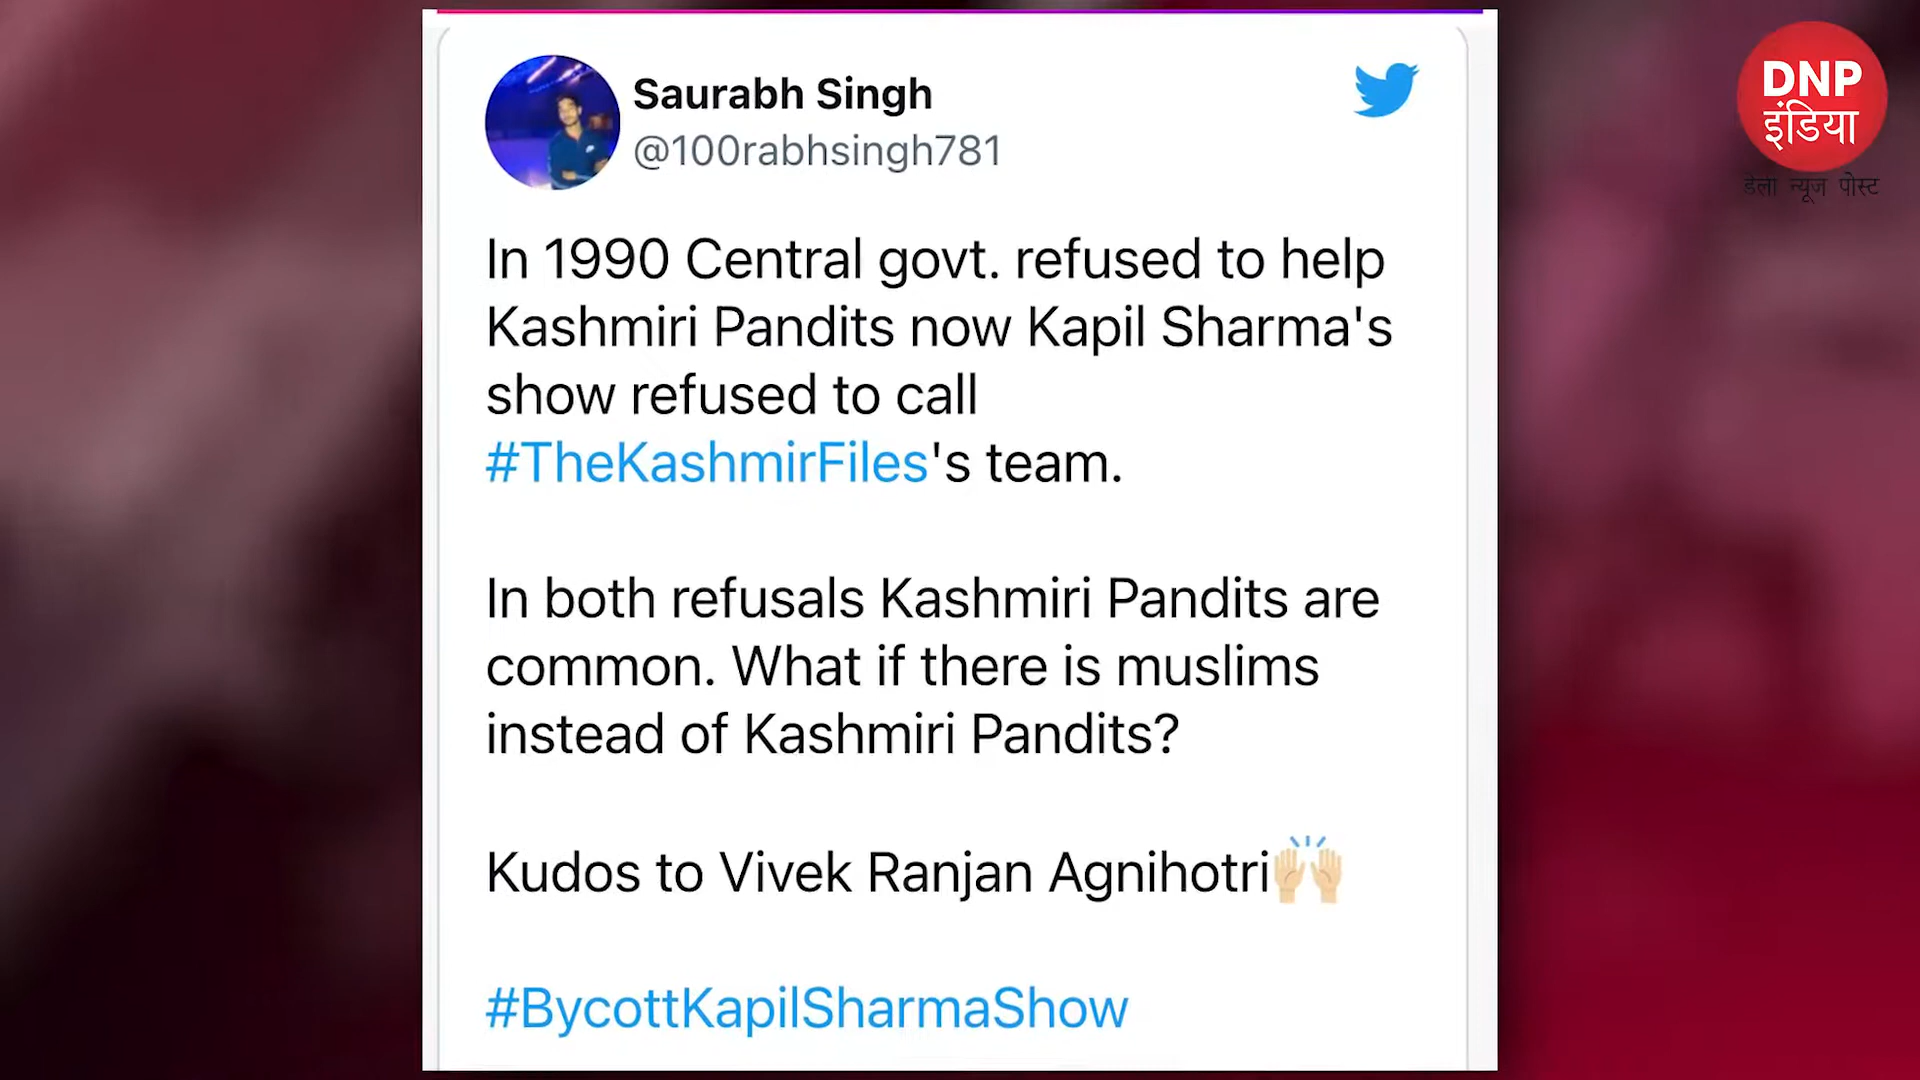 Saurabh Singh
@100rabhsingh781
In 1990 Central govt. refused to help
Kashmiri Pandits now Kapil Sharma's
show refused to call
#TheKashmirFiles's team.
In both refusals Kashmiri Pandits are
common. What if there is muslims
instead of Kashmiri Pandits?
Kudos to Vivek Ranjan Agnihotri🙌🏼
#BycottKapilSharmaShow
DNP
इंडिया
डेली न्यूज पोस्ट